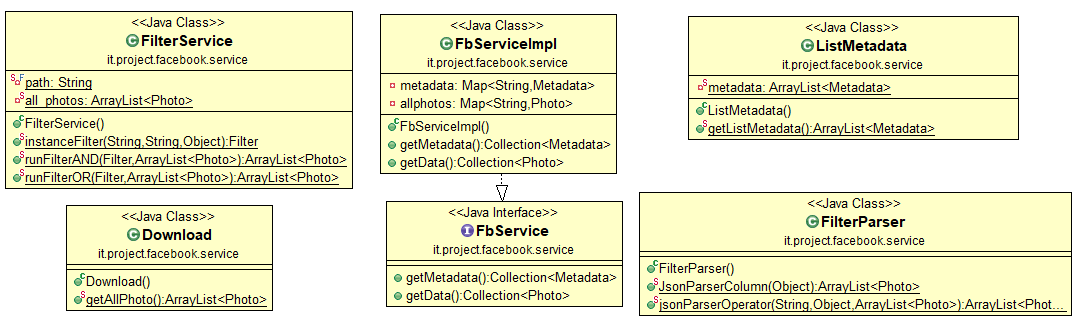 <<Java Class>>
FilterService
it.project.facebook.service
path: String
all_photos: ArrayList<Photo>
FilterService()
instanceFilter(String,String,Object):Filter
runFilterAND(Filter,ArrayList<Photo>):ArrayList<Photo>
runFilterOR(Filter,ArrayList<Photo>):ArrayList<Photo>
<<Java Class>>
FbServiceImpl
it.project.facebook.service
metadata: Map<String,Metadata>
allphotos: Map<String,Photo>
FbServiceImpl()
getMetadata():Collection<Metadata>
getData():Collection<Photo>
<<Java Class>>
ListMetadata
it.project.facebook.service
metadata: ArrayList<Metadata>
ListMetadata()
getListMetadata():ArrayList<Metadata>
<<Java Class>>
Download
it.project.facebook.service
Download()
getAllPhoto():ArrayList<Photo>
<<Java Interface>>
FbService
it.project.facebook.service
getMetadata():Collection<Metadata>
getData():Collection<Photo>
<<Java Class>>
FilterParser
it.project.facebook.service
FilterParser()
JsonParserColumn(Object):ArrayList<Photo>
jsonParserOperator(String,Object,ArrayList<Photo>):ArrayList<Phot...